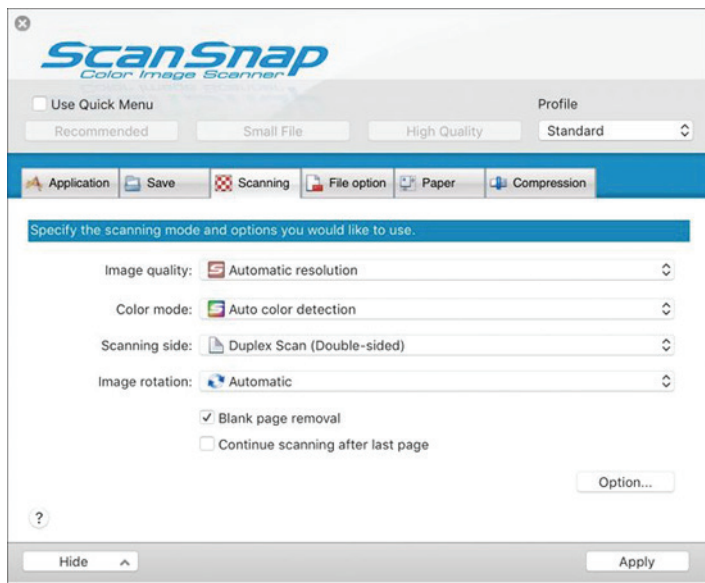 ScanSnap
Color Image Scanner
Use Quick Menu
Profile
Recommended Small File High Quality Standard
Application Save Scanning File option Paper Compression
Specify the scanning mode and options you would like to use.
Image quality: Automatic resolution
Color mode: Auto color detection
Scanning side: Duplex Scan (Double-sided)
Image rotation: Automatic
Blank page removal
Continue scanning after last page
Option...
?
Hide Apply